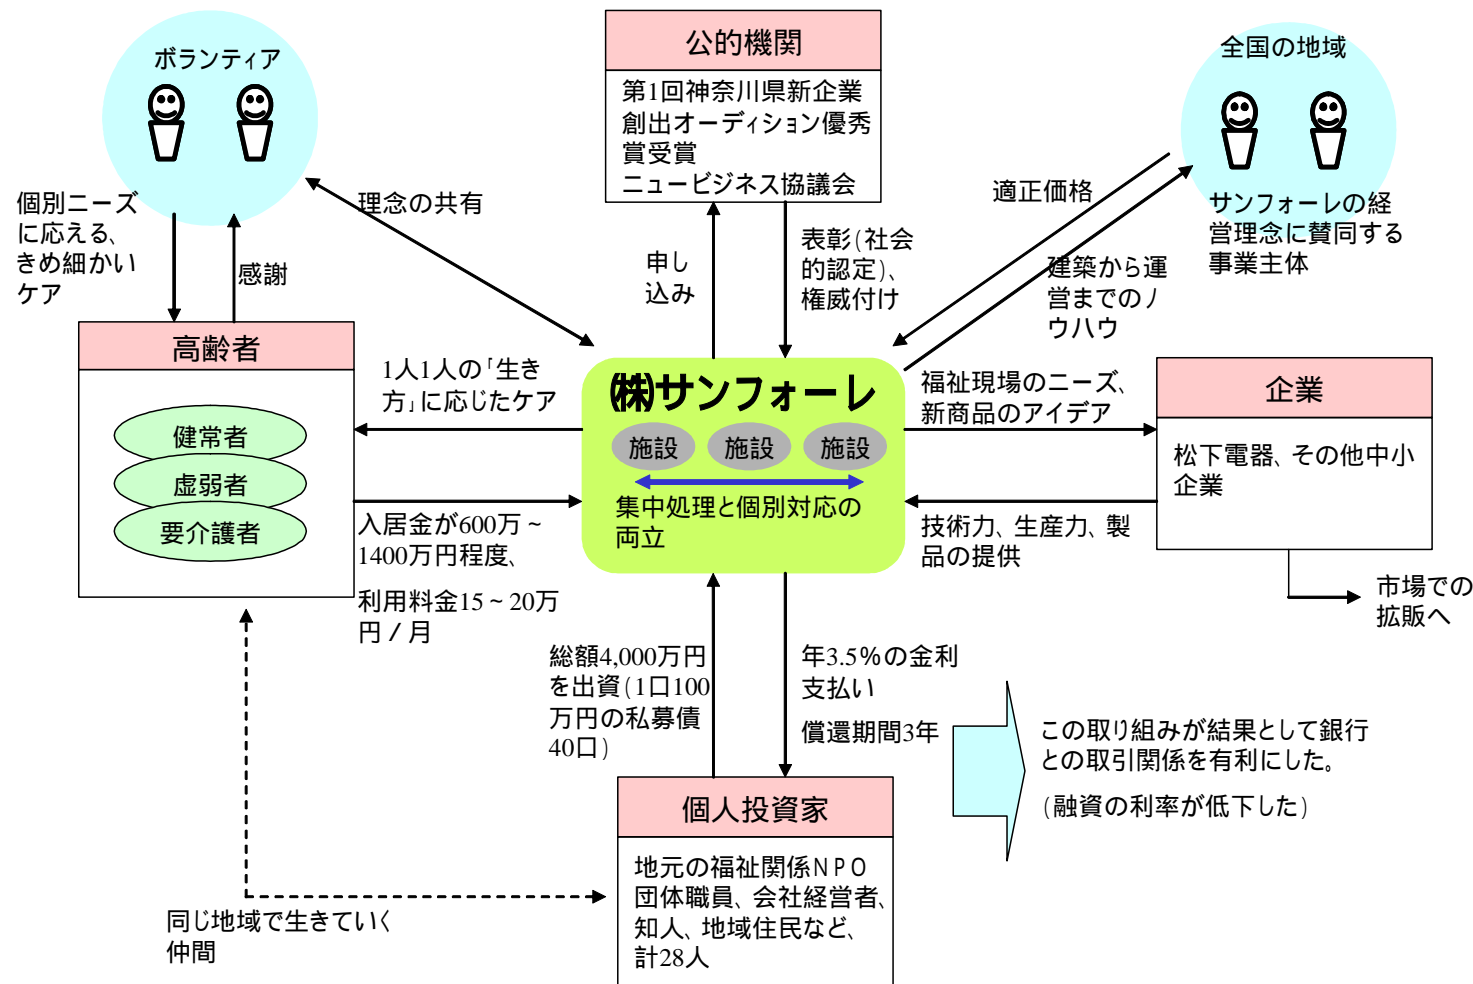 ボランティア
公的機関
第1回神奈川県新企業
創出オーディション優秀
賞受賞
ニュービジネス協議会
全国の地域
サンフォーレの経
営理念に賛同する
事業主体
個別ニーズ
に応える、
きめ細かい
ケア
感謝
理念の共有
申し
込み
表彰(社会
的認定)、
権威付け
適正価格
建築から運
営までのノ
ウハウ
高齢者
健常者
虚弱者
要介護者
1人1人の「生き
方」に応じたケア
入居金が600万~
1400万円程度、
利用料金15~20万
円/月
㈱サンフォーレ
施設
施設
施設
集中処理と個別対応の
両立
福祉現場のニーズ、
新商品のアイデア
技術力、生産力、製
品の提供
企業
松下電器、その他中小
企業
市場での
拡販へ
総額4,000万円
を出資(1口100
万円の私募債
40口)
年3.5%の金利
支払い
償還期間3年
この取り組みが結果として銀行
との取引関係を有利にした。
(融資の利率が低下した)
個人投資家
地元の福祉関係NPO
団体職員、会社経営者、
知人、地域住民など、
計28人
同じ地域で生きていく
仲間